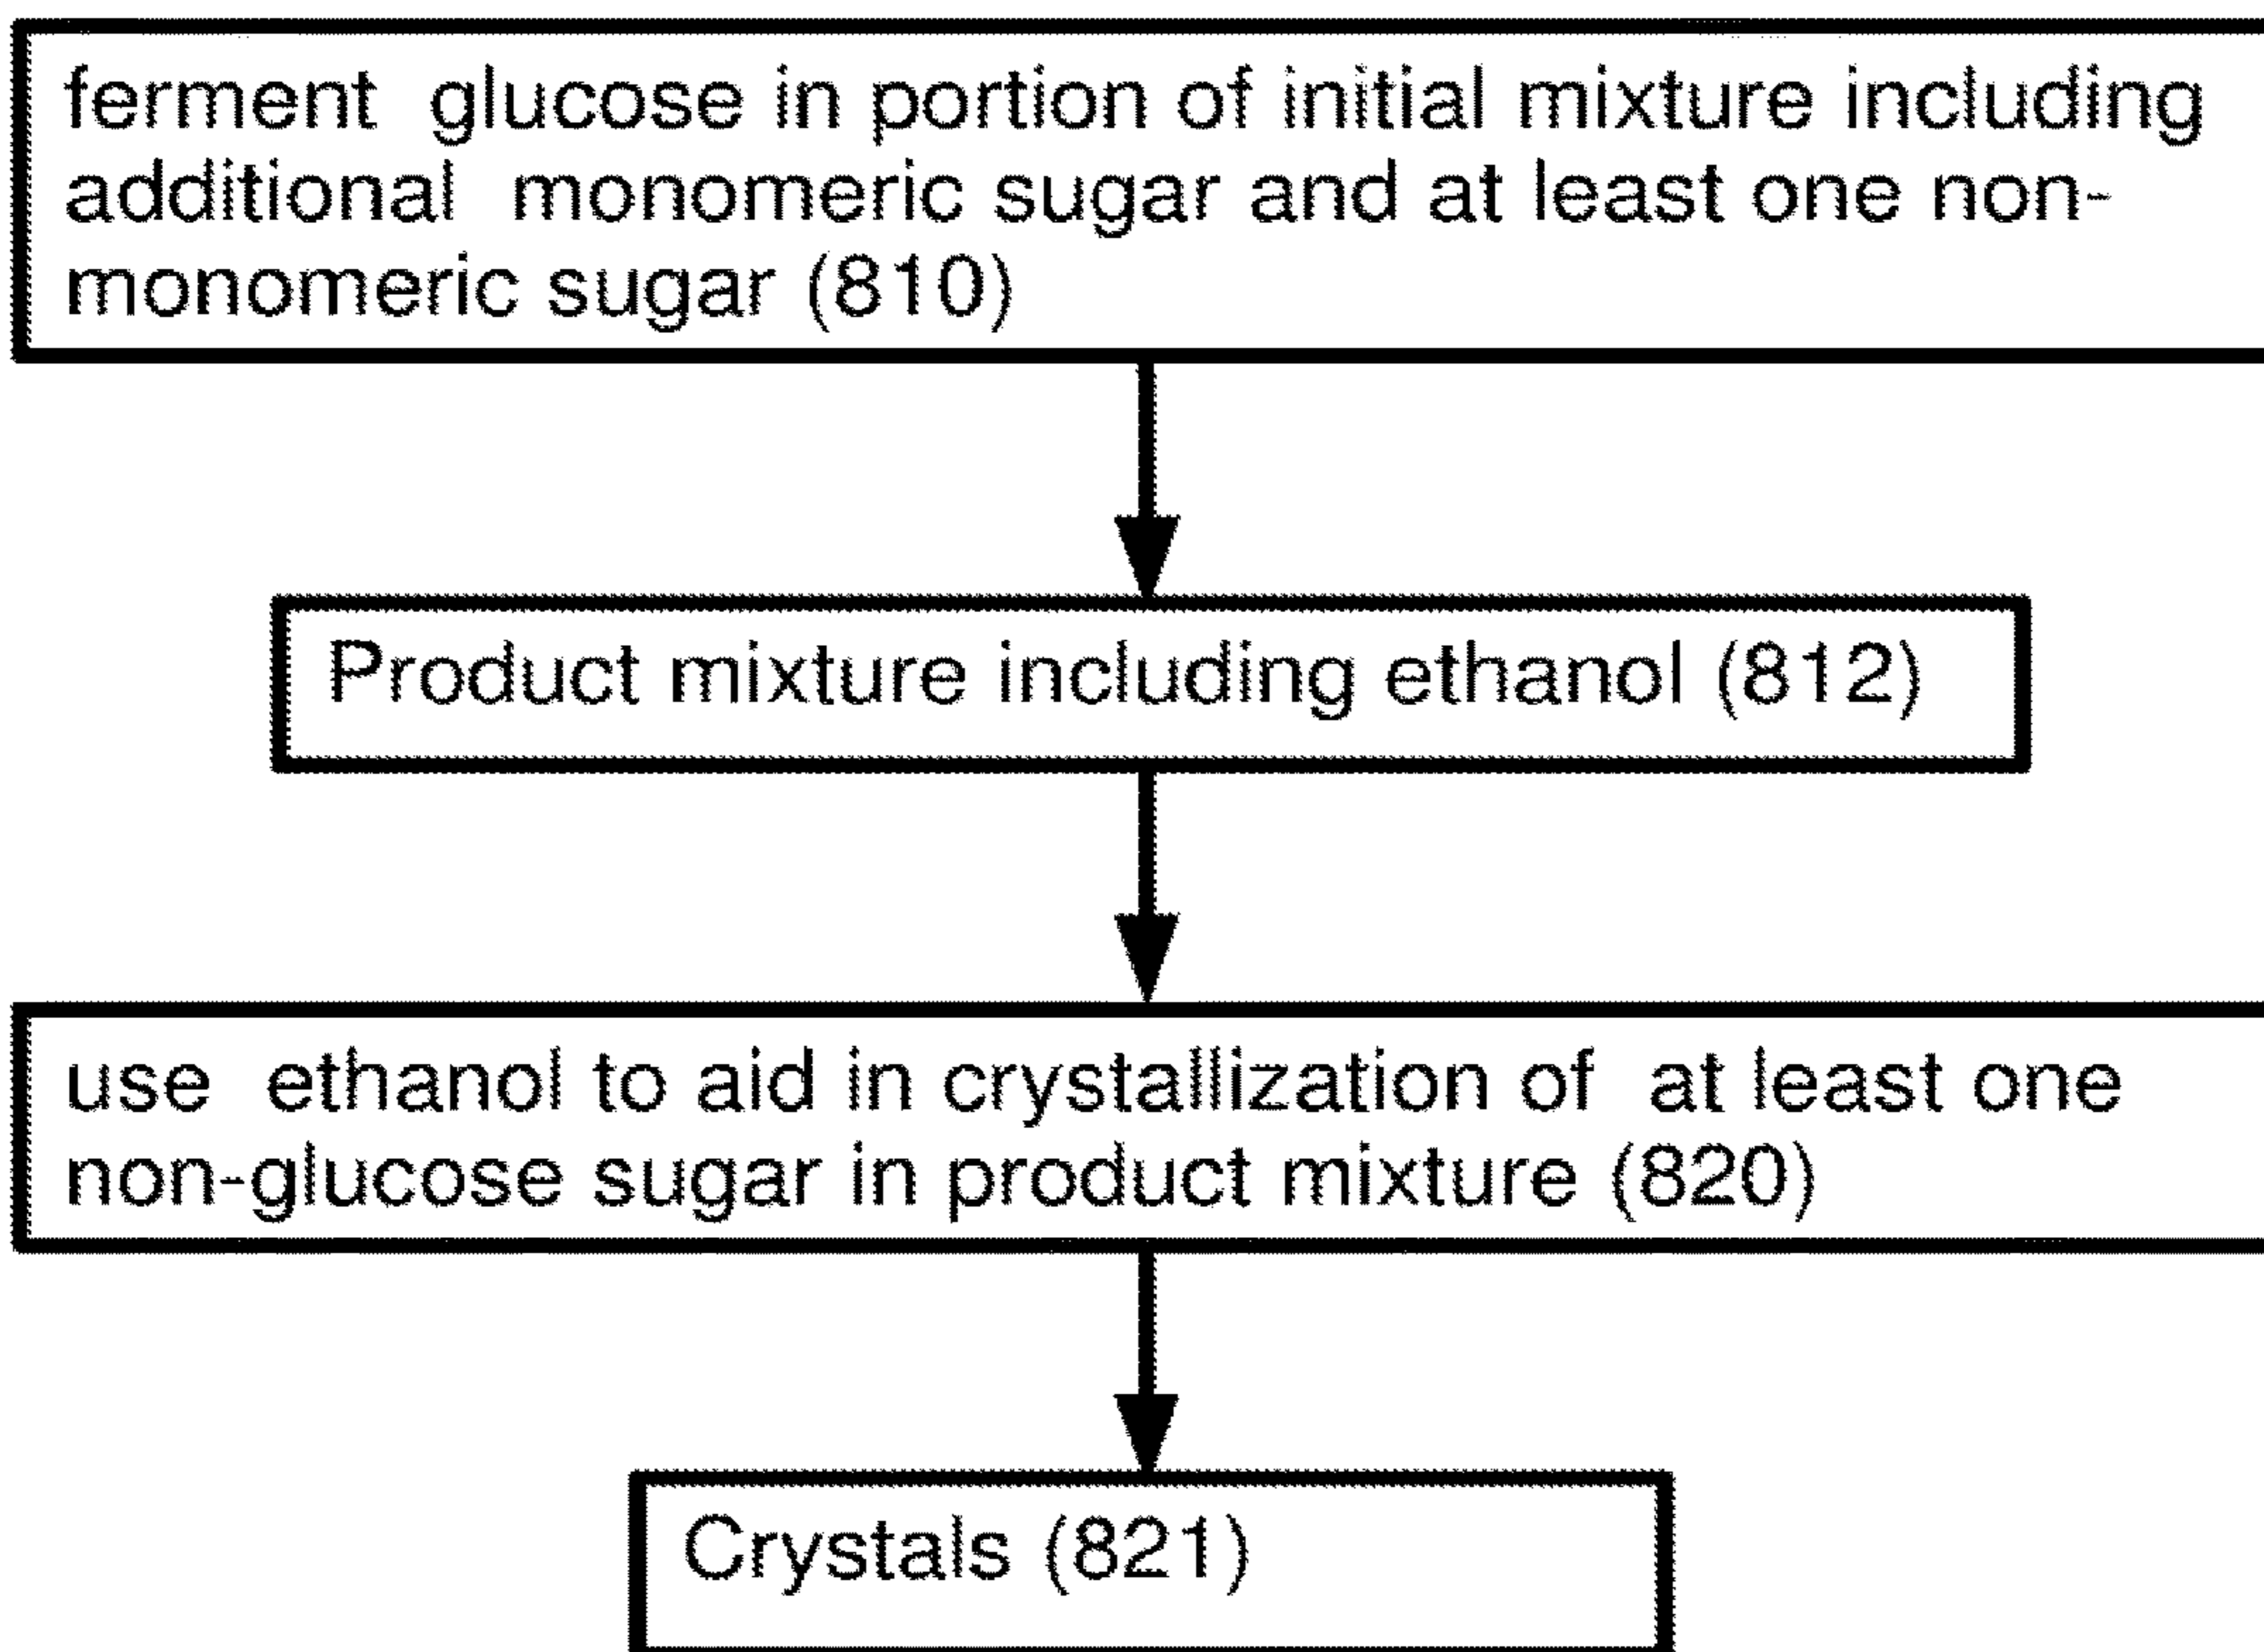 ferment glucose in portion of initial mixture including
additional monomeric sugar and at least one non-
monomeric sugar (810)
Product mixture including ethanol (812)
use ethanol to aid in crystallization of at least one
non-glucose sugar in product mixture (820)
Crystals (821)